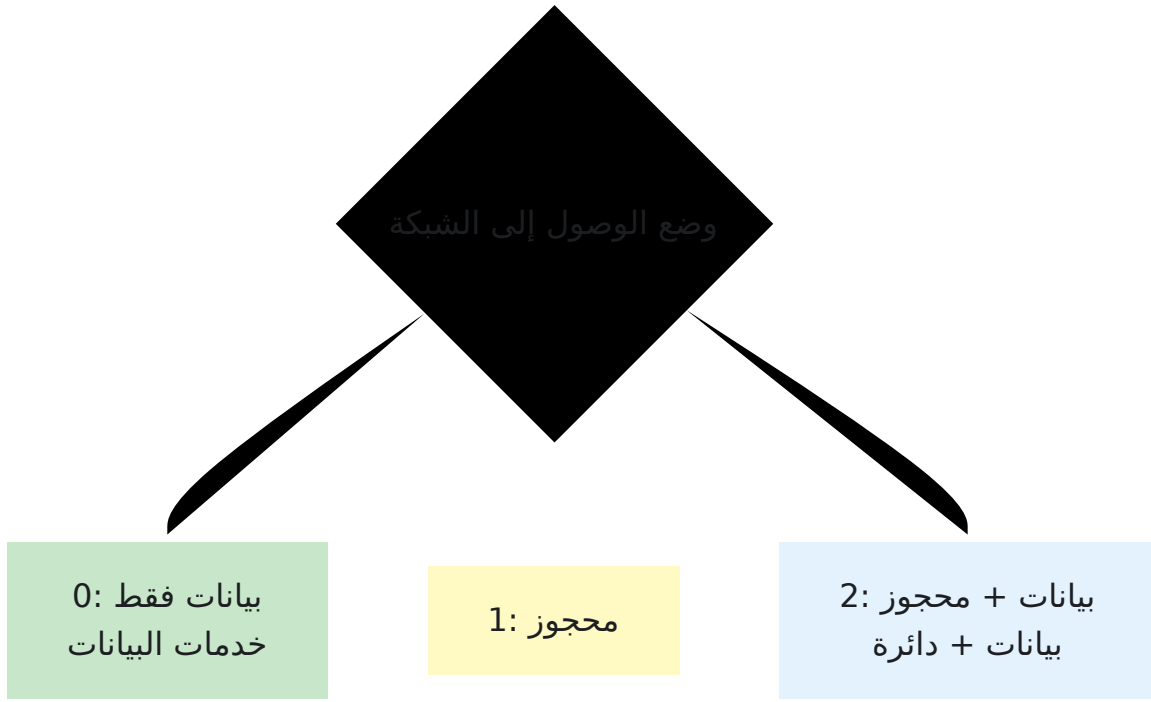 وضع الوصول إلى الشبكة
0: بيانات فقط
خدمات البيانات
1: محجوز
2: بيانات + محجوز
بيانات + دائرة